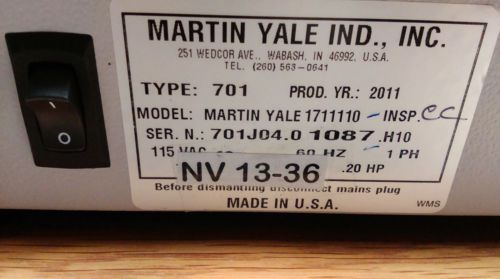 MARTIN YALE IND., INC.
251 WEDCOR AVE., WABASH, IN 46992, U.S.A.
TEL. (260) 563-0641
TYPE: 701 PROD. YR.: 2011
MODEL: MARTIN YALE 1711110 - INSP. CC
SER. N.: 701J04.0 1087.H10
115 VAC 60 HZ 1 PH
NV 13-36 .20 HP
Before dismantling disconnect mains plug
MADE IN U.S.A. WMS